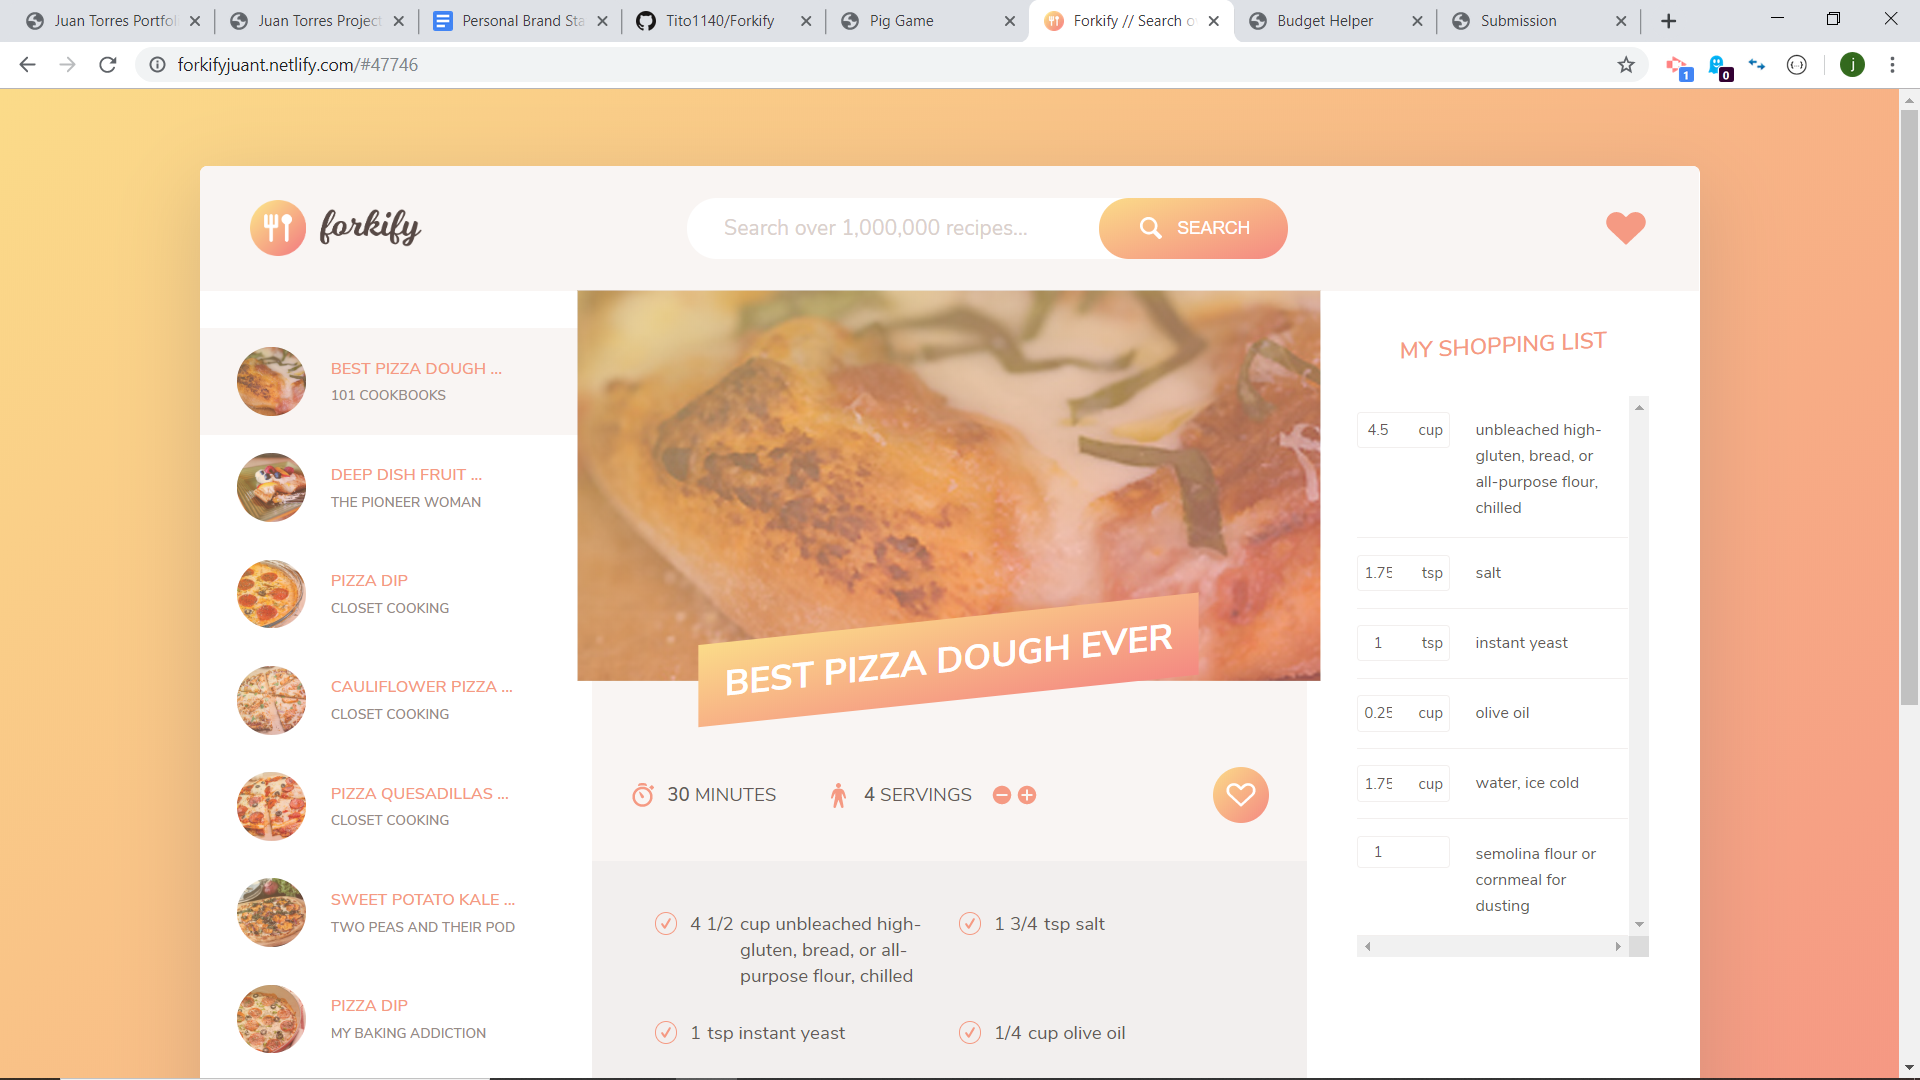 Juan Torres Portfol
Juan Torres Project
Personal Brand Sta
Tito1140/Forkify
Pig Game
Forkify // Search o
Budget Helper
Submission
forkifyjuant.netlify.com/#47746
1
0
j
forkify
Search over 1,000,000 recipes...
SEARCH
BEST PIZZA DOUGH ...
101 COOKBOOKS
DEEP DISH FRUIT ...
THE PIONEER WOMAN
PIZZA DIP
CLOSET COOKING
CAULIFLOWER PIZZA ...
CLOSET COOKING
PIZZA QUESADILLAS ...
CLOSET COOKING
SWEET POTATO KALE ...
TWO PEAS AND THEIR POD
PIZZA DIP
MY BAKING ADDICTION
BEST PIZZA DOUGH EVER
30 MINUTES
4 SERVINGS
4 1/2 cup unbleached high-
gluten, bread, or all-
purpose flour, chilled
1 3/4 tsp salt
1 tsp instant yeast
1/4 cup olive oil
MY SHOPPING LIST
4.5 cup unbleached high-
gluten, bread, or
all-purpose flour,
chilled
1.75 tsp salt
1 tsp instant yeast
0.25 cup olive oil
1.75 cup water, ice cold
1 semolina flour or
cornmeal for
dusting